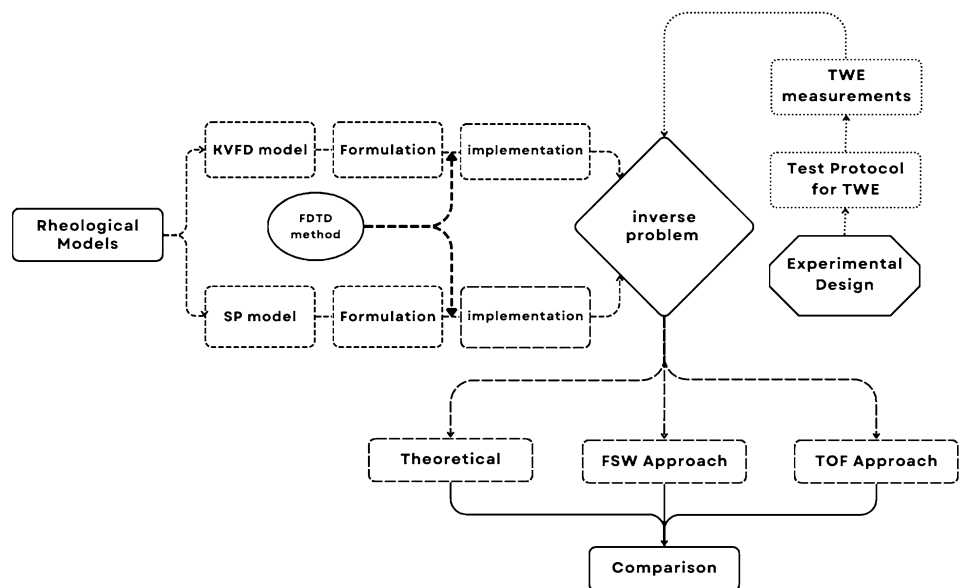 TWE
measurements
KVFD model
Formulation
implementation
Test Protocol
for TWE
Rheological
Models
FDTD
method
inverse
problem
Experimental
Design
SP model
Formulation
implementation
Theoretical
FSW Approach
TOF Approach
Comparison